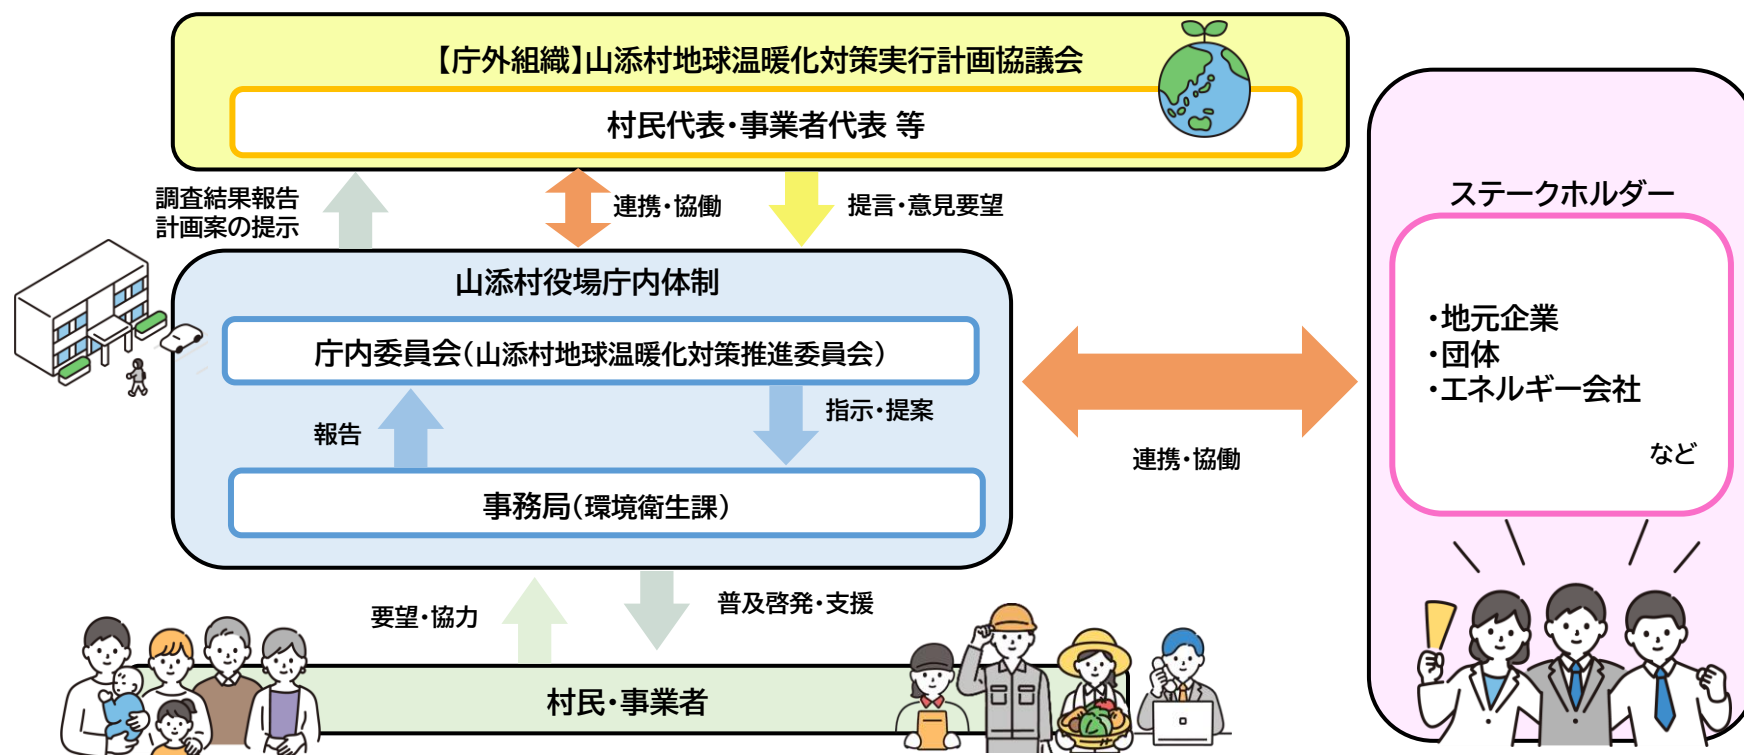 【庁外組織】山添村地球温暖化対策実行計画協議会
村民代表・事業者代表 等
調査結果報告
計画案の提示
連携・協働
提言・意見要望
山添村役場庁内体制
庁内委員会(山添村地球温暖化対策推進委員会)
報告
指示・提案
事務局(環境衛生課)
要望・協力
普及啓発・支援
村民・事業者
連携・協働
ステークホルダー
・地元企業
・団体
・エネルギー会社
など